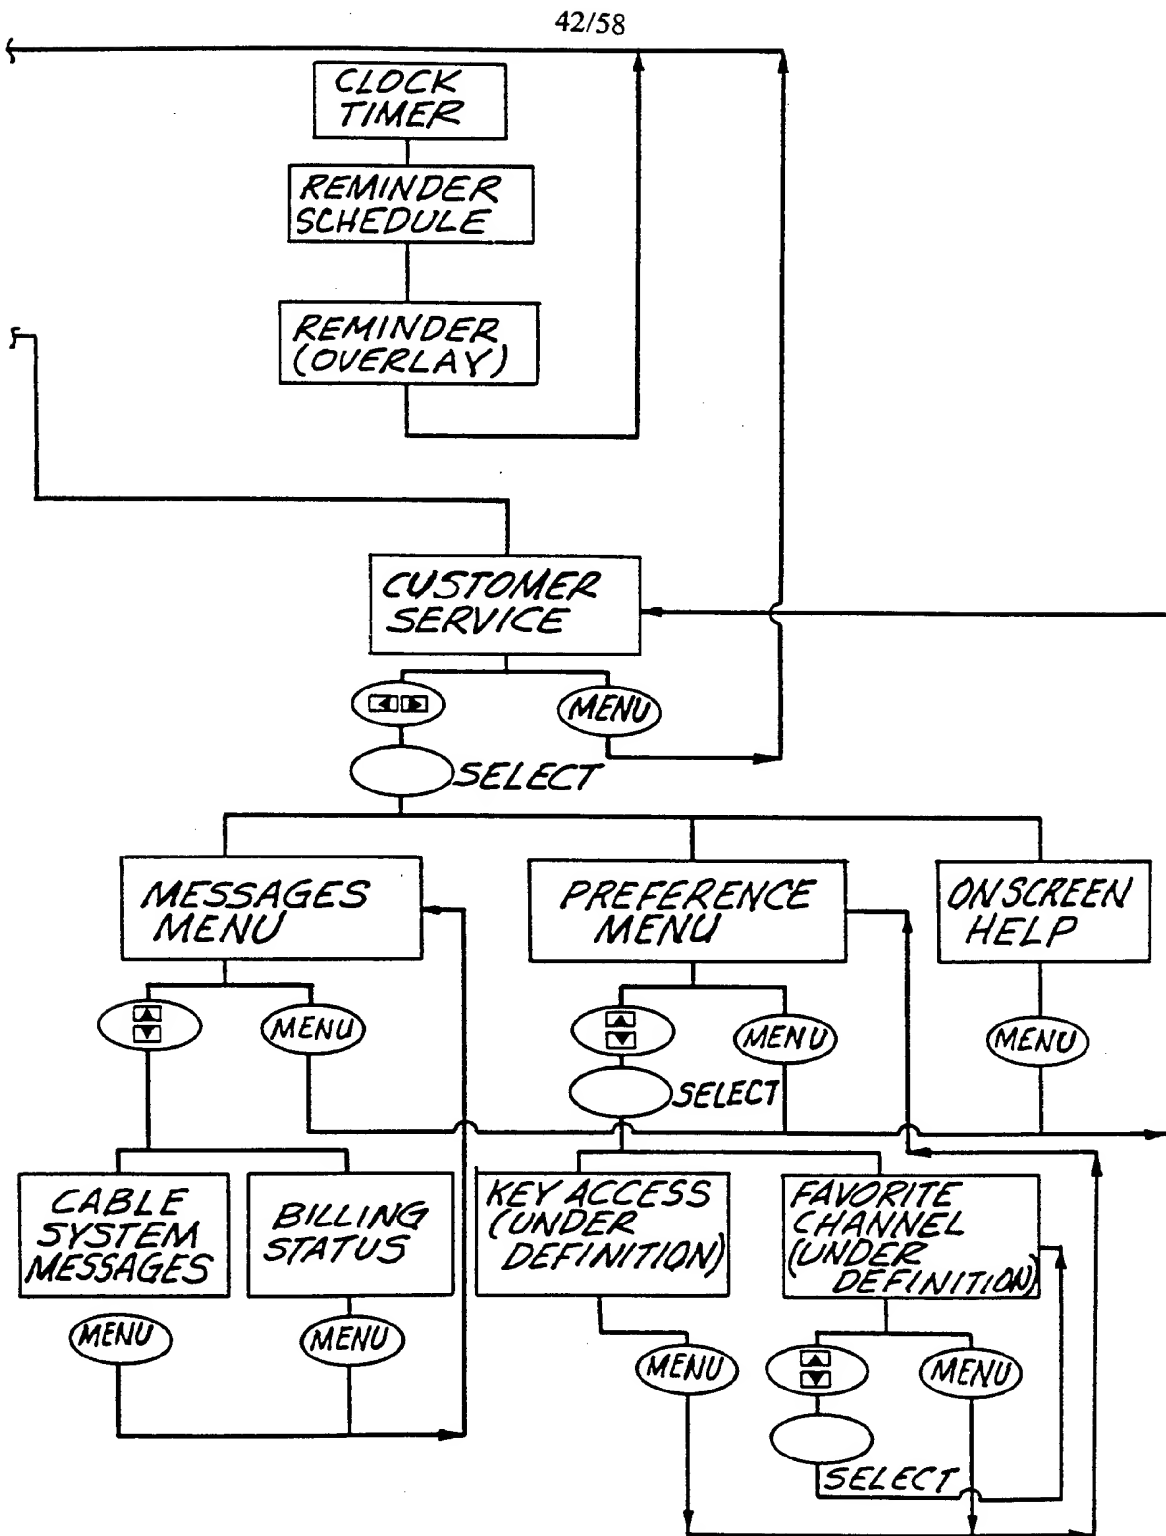 42/58
CLOCK
TIMER
REMINDER
SCHEDULE
REMINDER
(OVERLAY)
CUSTOMER
SERVICE
MENU
SELECT
MESSAGES
MENU
PREFERENCE
MENU
ON SCREEN
HELP
MENU
MENU
MENU
SELECT
CABLE
SYSTEM
MESSAGES
BILLING
STATUS
KEY ACCESS
(UNDER
DEFINITION)
FAVORITE
CHANNEL
(UNDER
DEFINITION)
MENU
MENU
MENU
MENU
SELECT